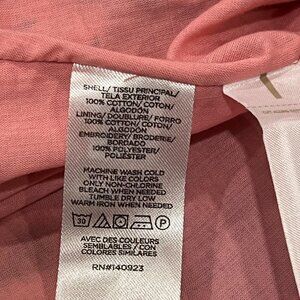 SHELL/ TISSU PRINCIPAL/
TELA EXTERIOR
100% COTTON/ COTON/
ALGODÓN
LINING/ DOUBLURE/ FORRO
100% COTTON/ COTON/
ALGODÓN
EMBROIDERY/ BRODERIE/
BORDADO
100% POLYESTER/
POLIÉSTER
MACHINE WASH COLD
WITH LIKE COLORS
ONLY NON-CHLORINE
BLEACH WHEN NEEDED
TUMBLE DRY LOW
WARM IRON WHEN NEEDED
30
AVEC DES COULEURS
SEMBLABLES / CON
COLORES SIMILARES
RN#140923